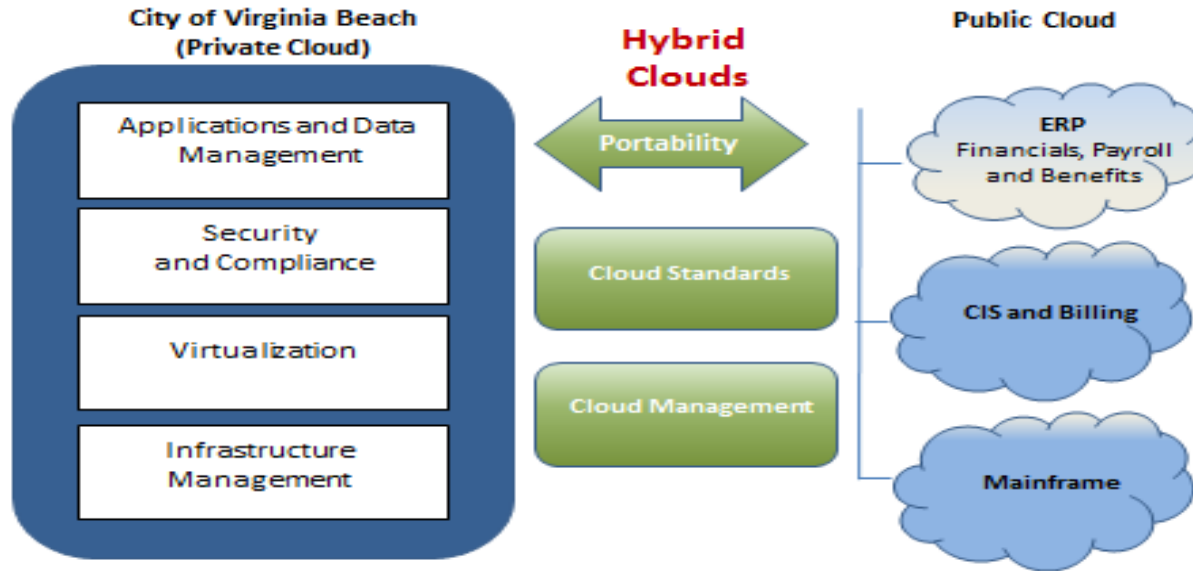 City of Virginia Beach
(Private Cloud)
Applications and Data
Management
Security
and Compliance
Virtualization
Infrastructure
Management
Hybrid
Clouds
Portability
Cloud Standards
Cloud Management
Public Cloud
ERP
Financials, Payroll
and Benefits
CIS and Billing
Mainframe